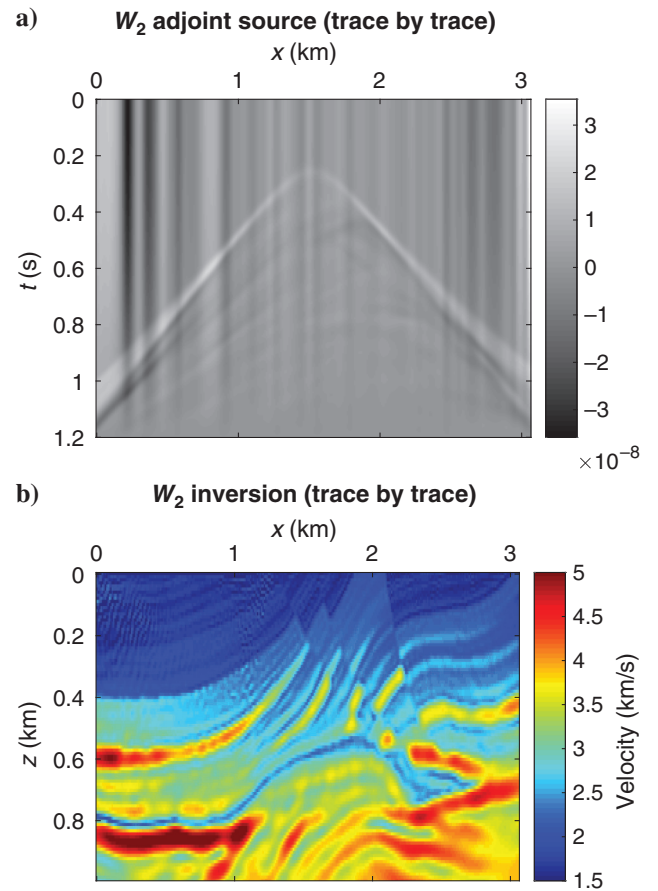 a)
W2 adjoint source (trace by trace)
x (km)
0 1 2 3
0
0.2
0.4
0.6
0.8
1
1.2
t (s)
3
2
1
0
−1
−2
−3
×10−8
b)
W2 inversion (trace by trace)
x (km)
0 1 2 3
0
0.2
0.4
0.6
0.8
z (km)
5
4.5
4
3.5
3
2.5
2
1.5
Velocity (km/s)